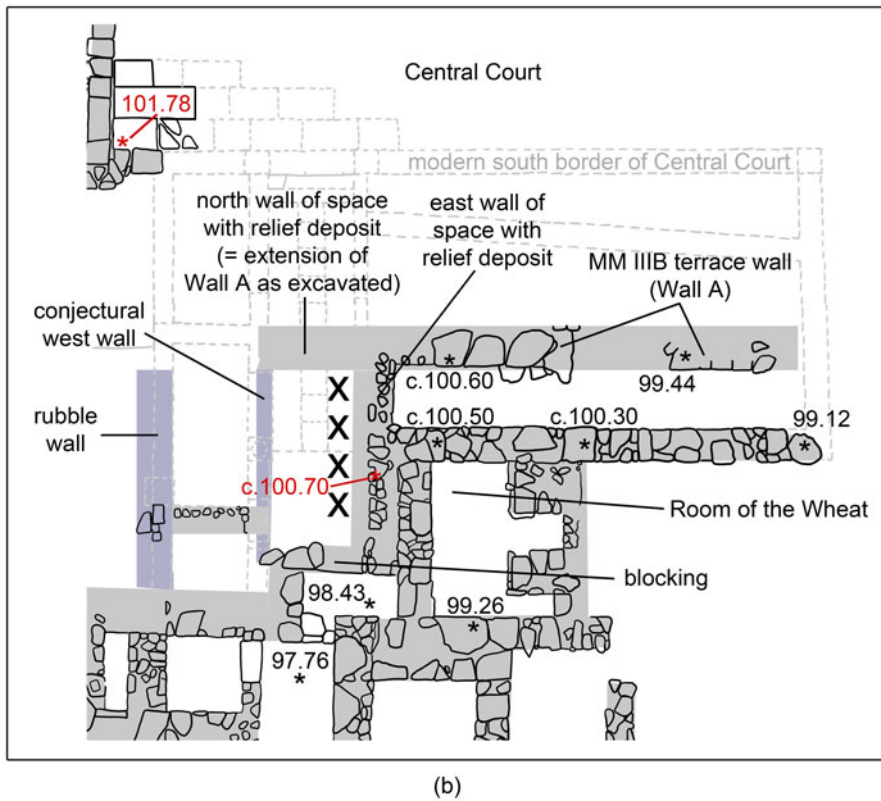 Central Court
101.78
modern south border of Central Court
north wall of space
with relief deposit
(= extension of
Wall A as excavated)
east wall of
space with
relief deposit
MM IIIB terrace wall
(Wall A)
conjectural
west wall
rubble
wall
c.100.60
99.44
c.100.50
c.100.30
99.12
X
X
X
X
c.100.70
Room of the Wheat
blocking
98.43
99.26
97.76
(b)